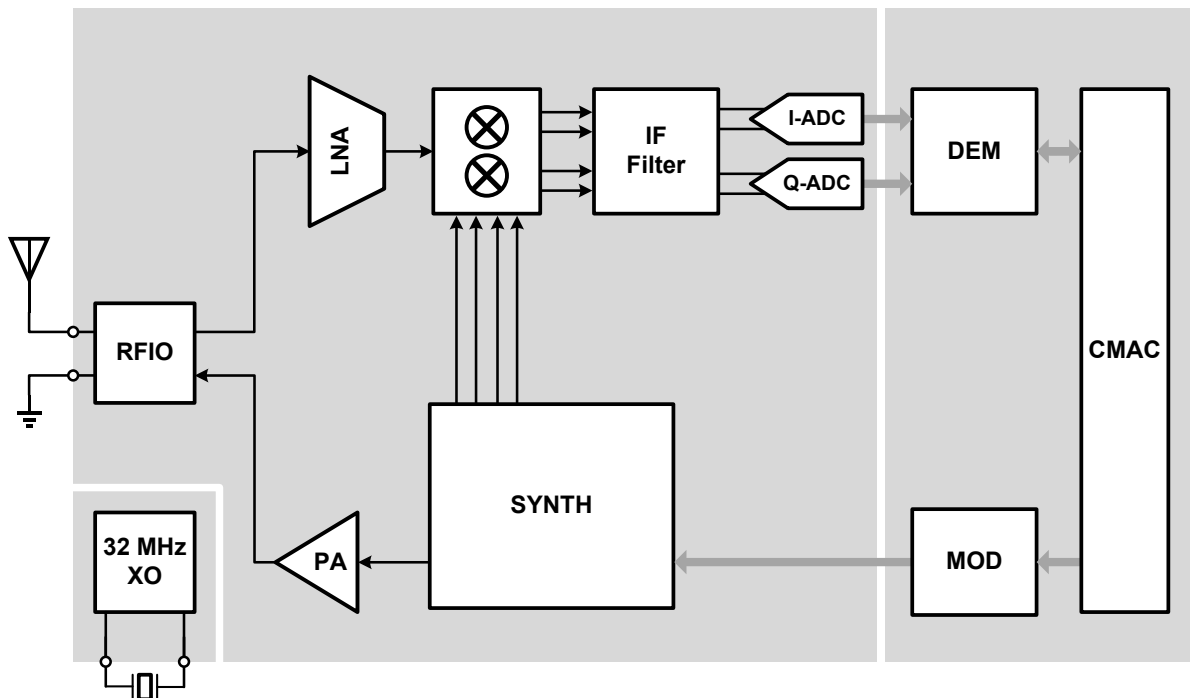 LNA
IF
Filter
I-ADC
Q-ADC
DEM
RFIO
CMAC
SYNTH
32 MHz
XO
PA
MOD